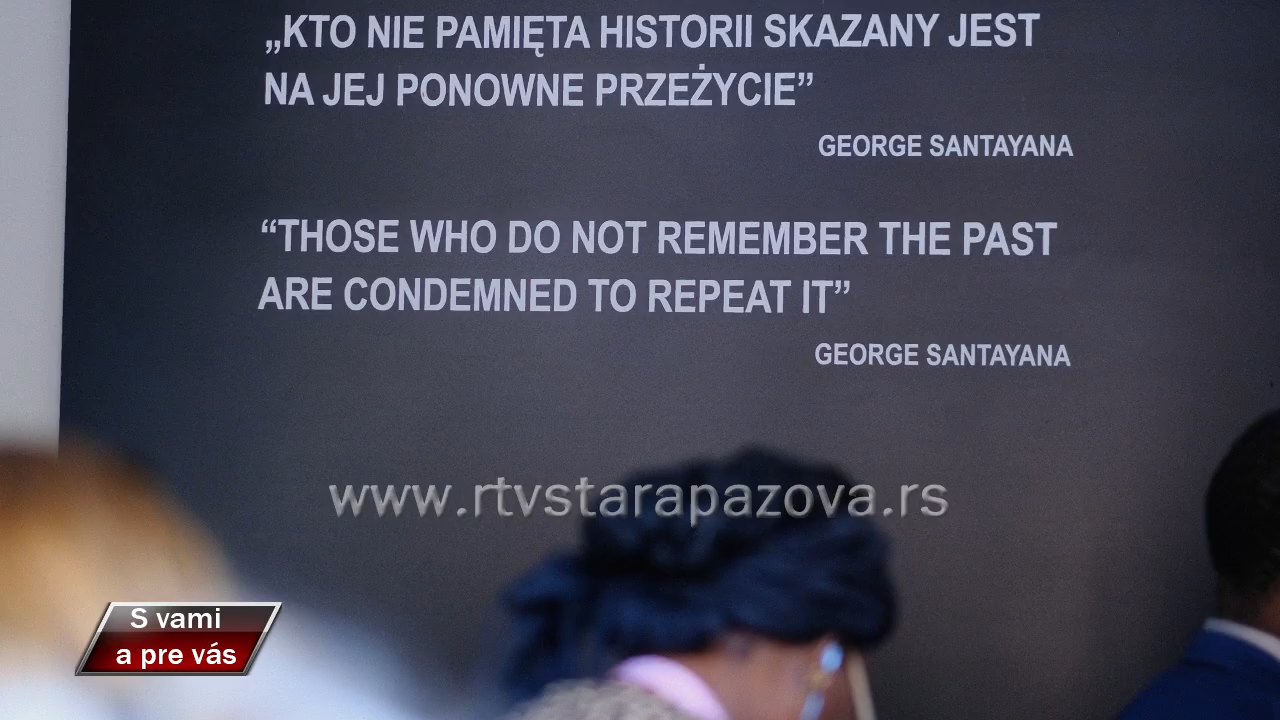 „KTO NIE PAMIĘTA HISTORII SKAZANY JEST
NA JEJ PONOWNE PRZEŻYCIE”
GEORGE SANTAYANA
“THOSE WHO DO NOT REMEMBER THE PAST
ARE CONDEMNED TO REPEAT IT”
GEORGE SANTAYANA
www.rtvstarapazova.rs
S vami
a pre vás